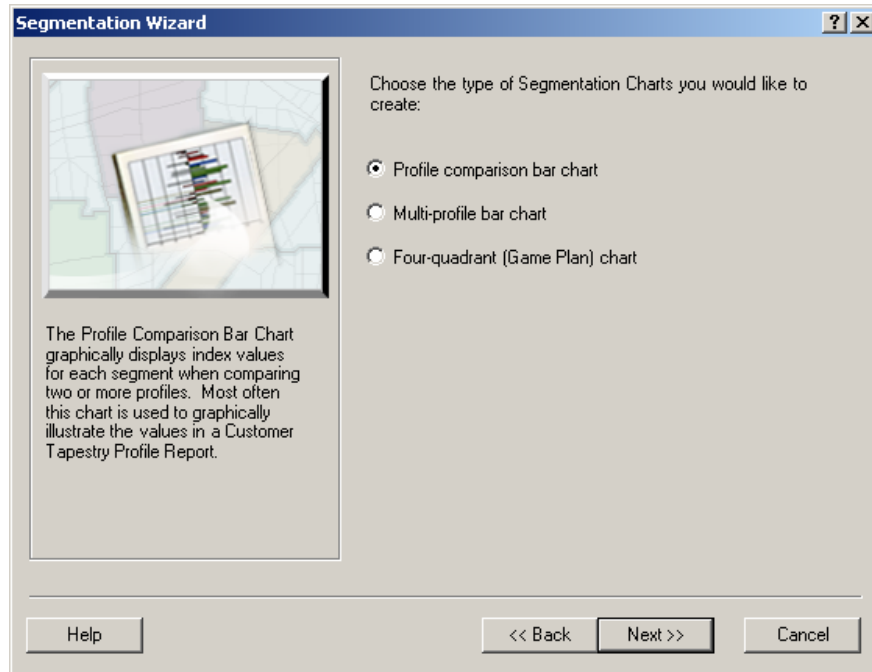 Segmentation Wizard
Choose the type of Segmentation Charts you would like to
create:
Profile comparison bar chart
Multi-profile bar chart
Four-quadrant (Game Plan) chart
The Profile Comparison Bar Chart
graphically displays index values
for each segment when comparing
two or more profiles.  Most often
this chart is used to graphically
illustrate the values in a Customer
Tapestry Profile Report.
Help
<< Back
Next >>
Cancel